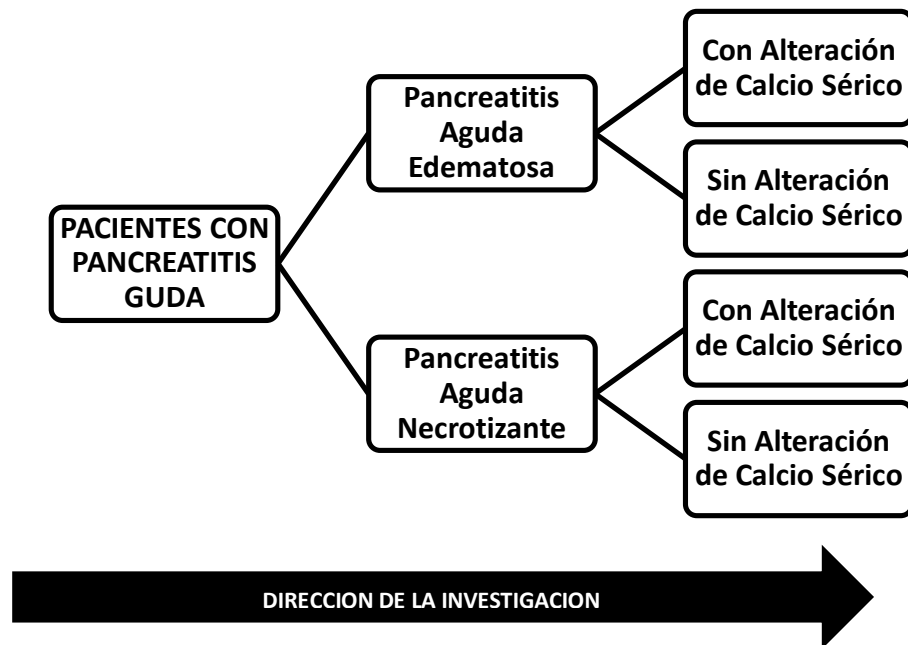 PACIENTES CON
PANCREATITIS
GUDA
Pancreatitis
Aguda
Edematosa
Con Alteración
de Calcio Sérico
Sin Alteración
de Calcio Sérico
Pancreatitis
Aguda
Necrotizante
Con Alteración
de Calcio Sérico
Sin Alteración
de Calcio Sérico
DIRECCION DE LA INVESTIGACION